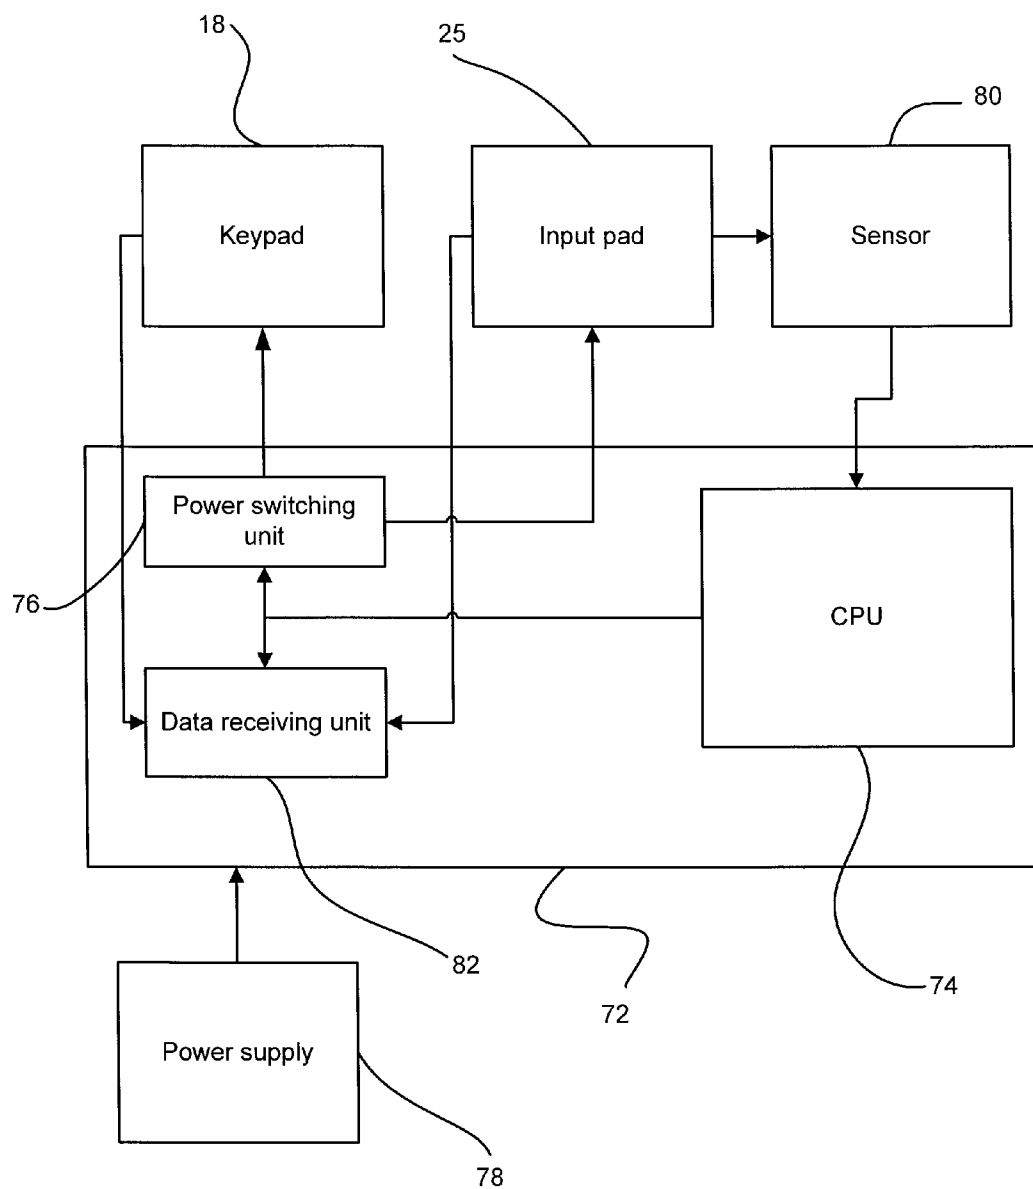 18
25
80
Keypad
Input pad
Sensor
Power switching
unit
76
CPU
Data receiving unit
82
72
74
Power supply
78